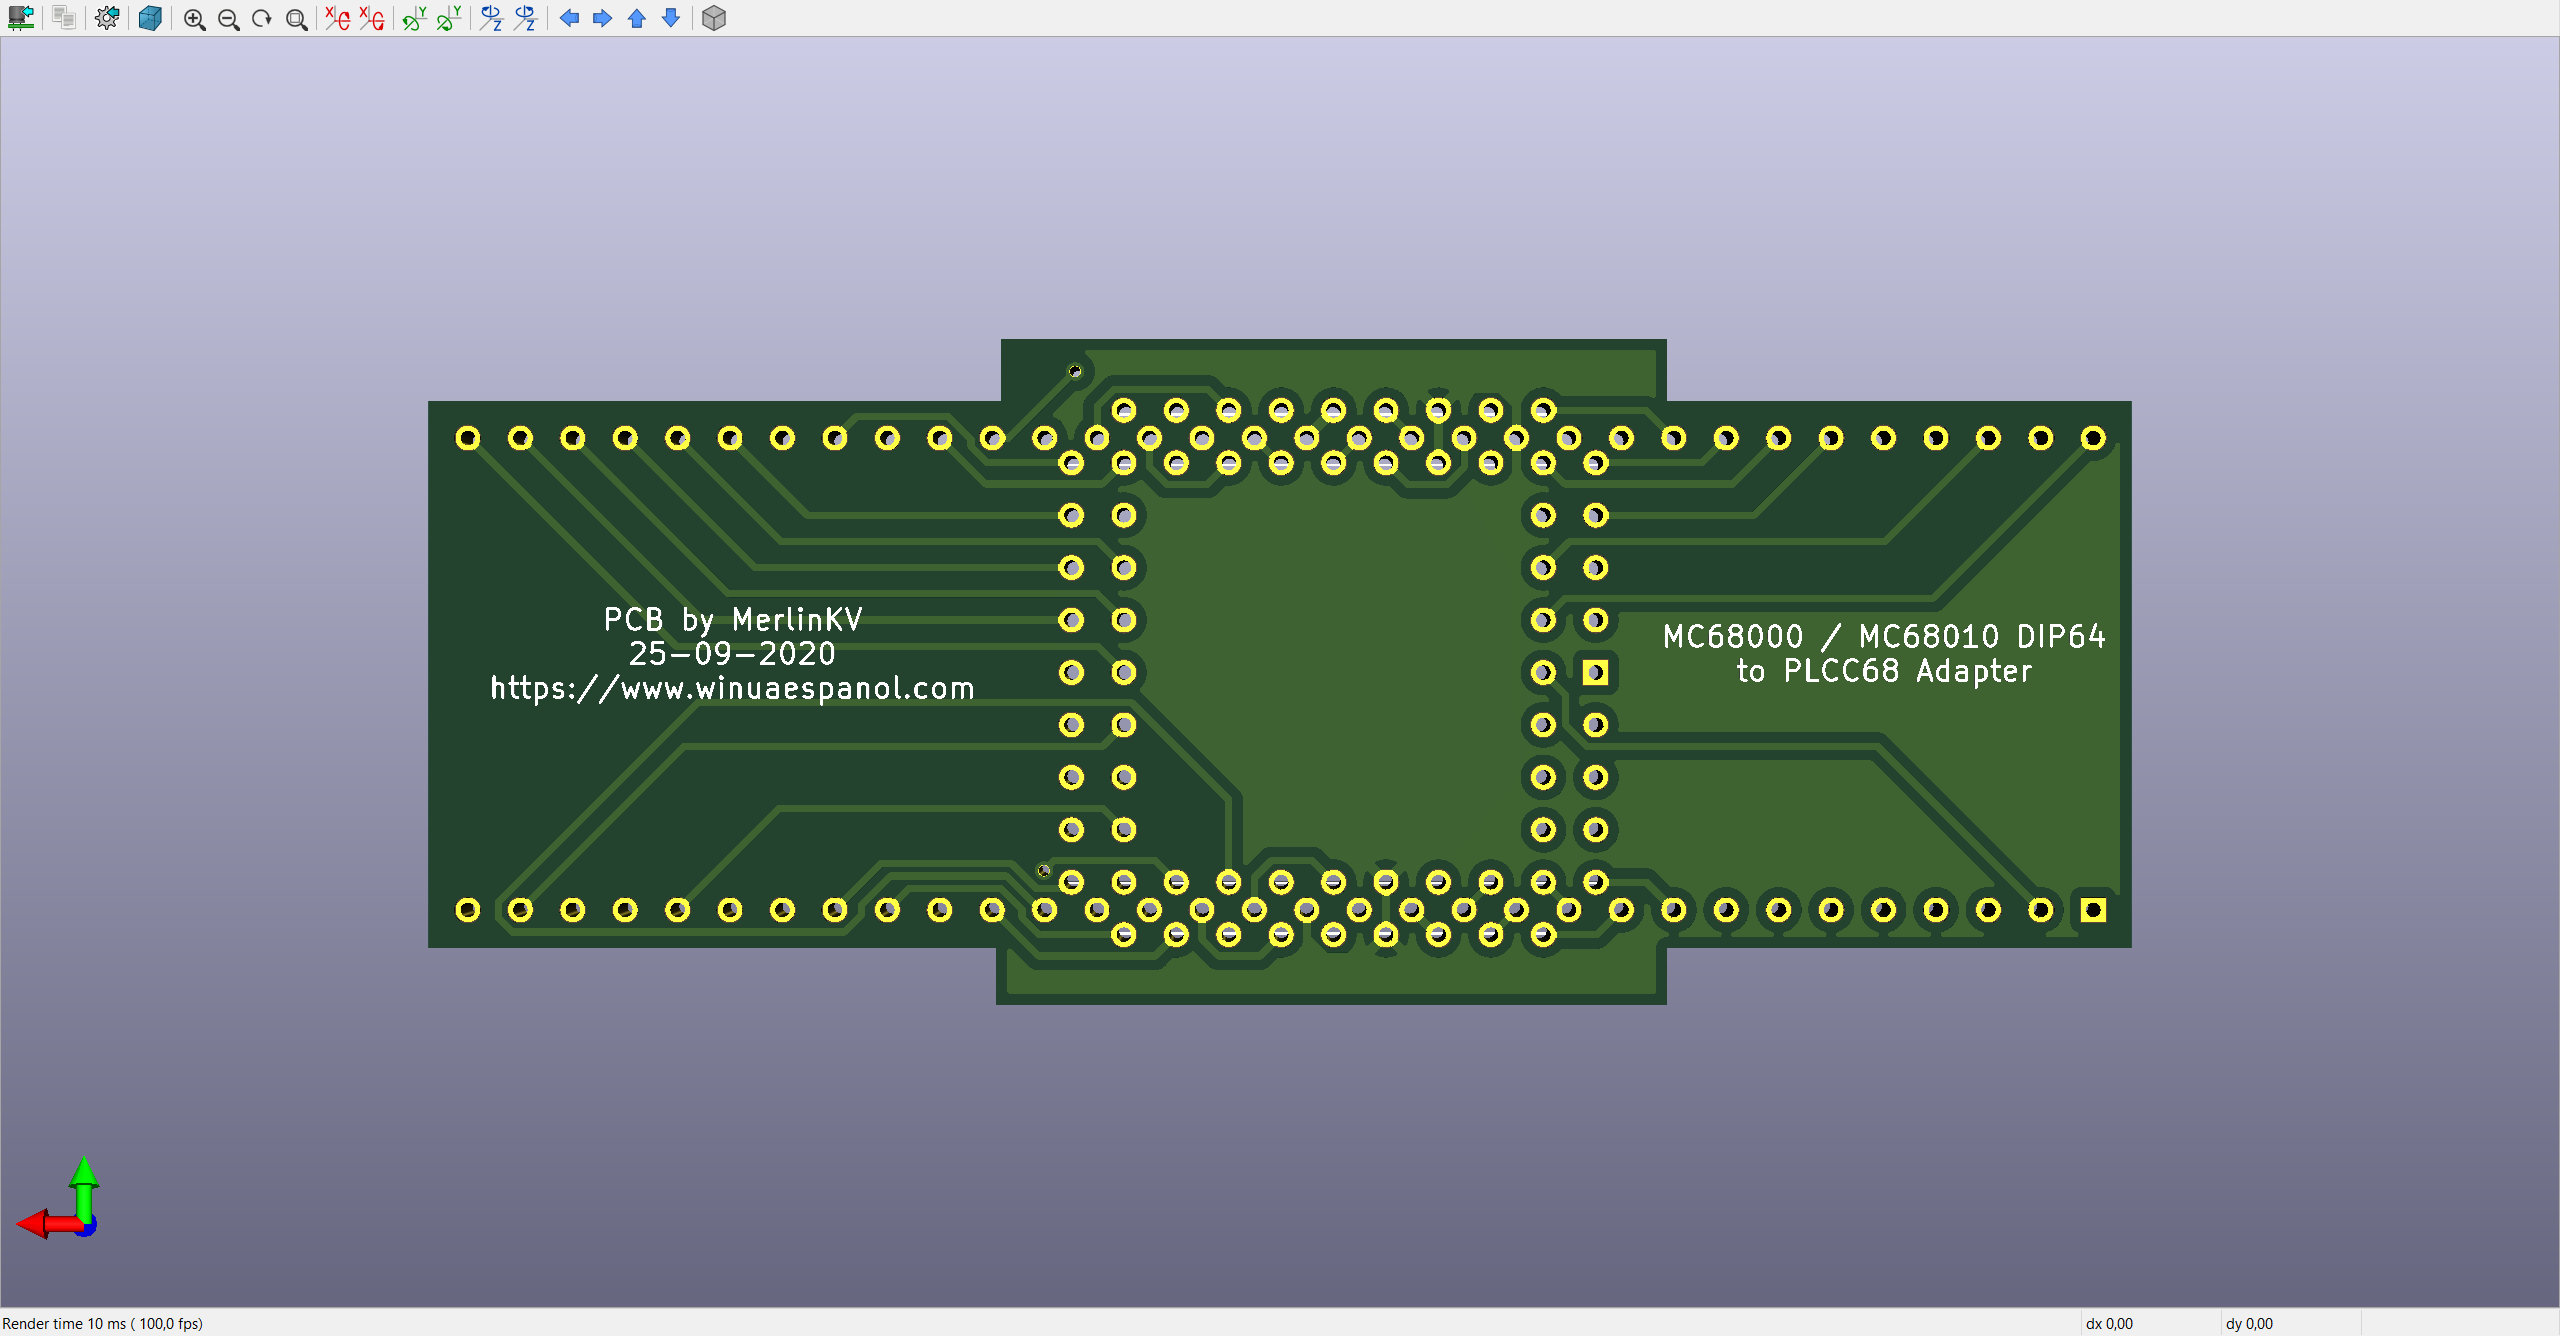 PCB by MerlinKV
25-09-2020
https://www.winuaespanol.com
MC68000 / MC68010 DIP64
to PLCC68 Adapter
Render time 10 ms ( 100,0 fps)
dx 0,00
dy 0,00